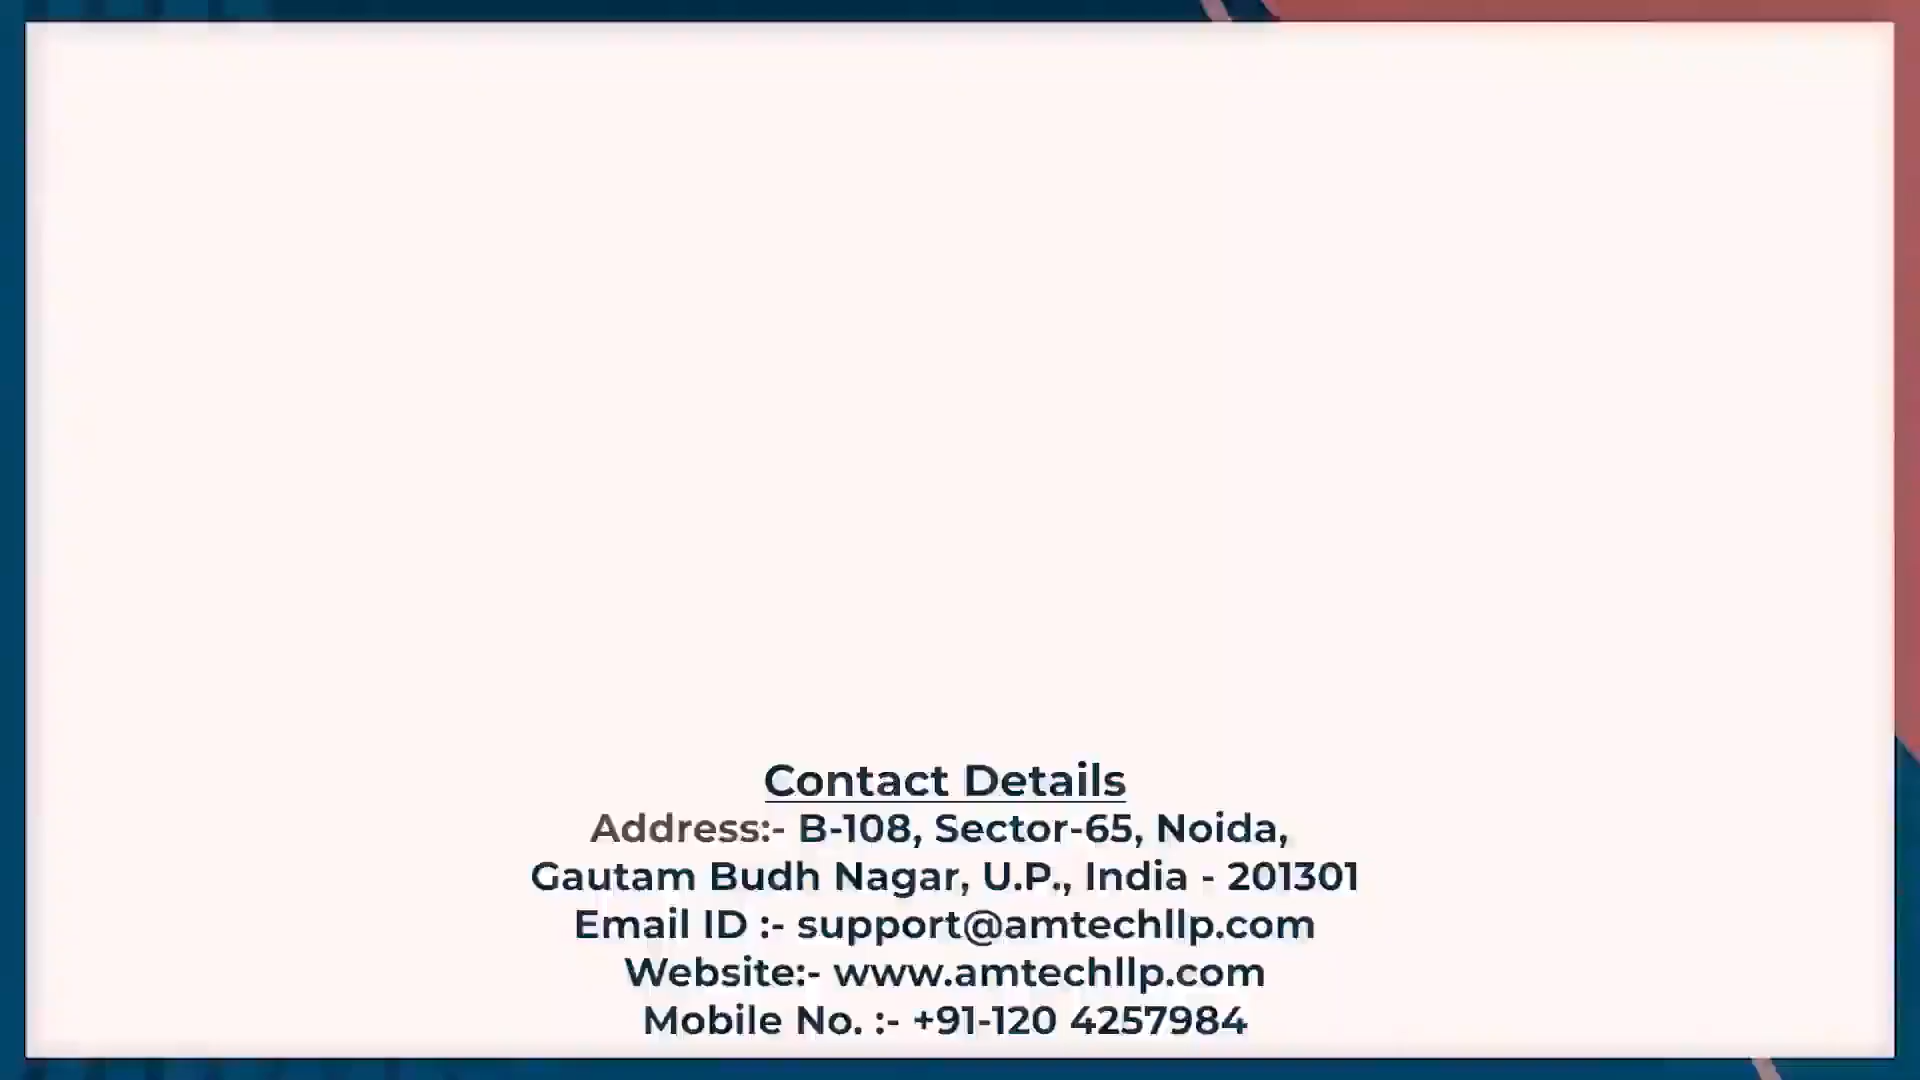 Contact Details
Address:- B-108, Sector-65, Noida,
Gautam Budh Nagar, U.P., India - 201301
Email ID :- support@amtechllp.com
Website:- www.amtechllp.com
Mobile No. :- +91-120 4257984